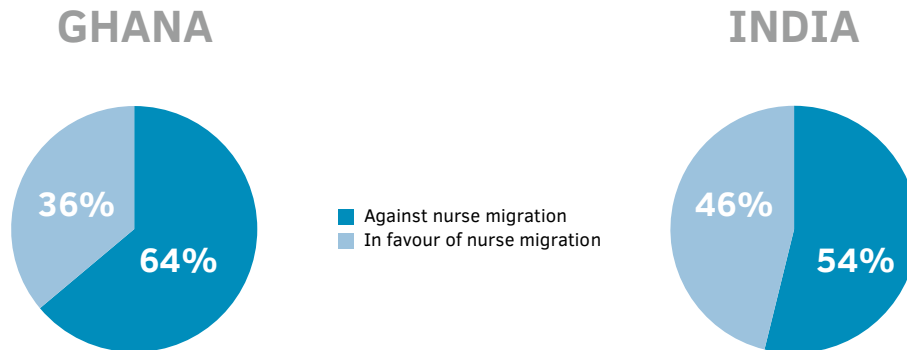 GHANA
INDIA
36%
64%
Against nurse migration
In favour of nurse migration
46%
54%